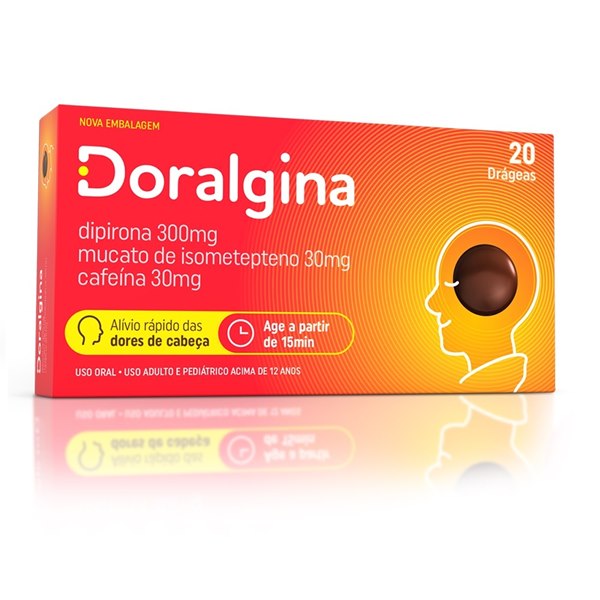 NOVA EMBALAGEM
Doralgina
dipirona 300mg
mucato de isometepteno 30mg
cafeína 30mg
Alívio rápido das
dores de cabeça
Age a partir
de 15min
USO ORAL • USO ADULTO E PEDIÁTRICO ACIMA DE 12 ANOS
20
Drágeas
Doralgina